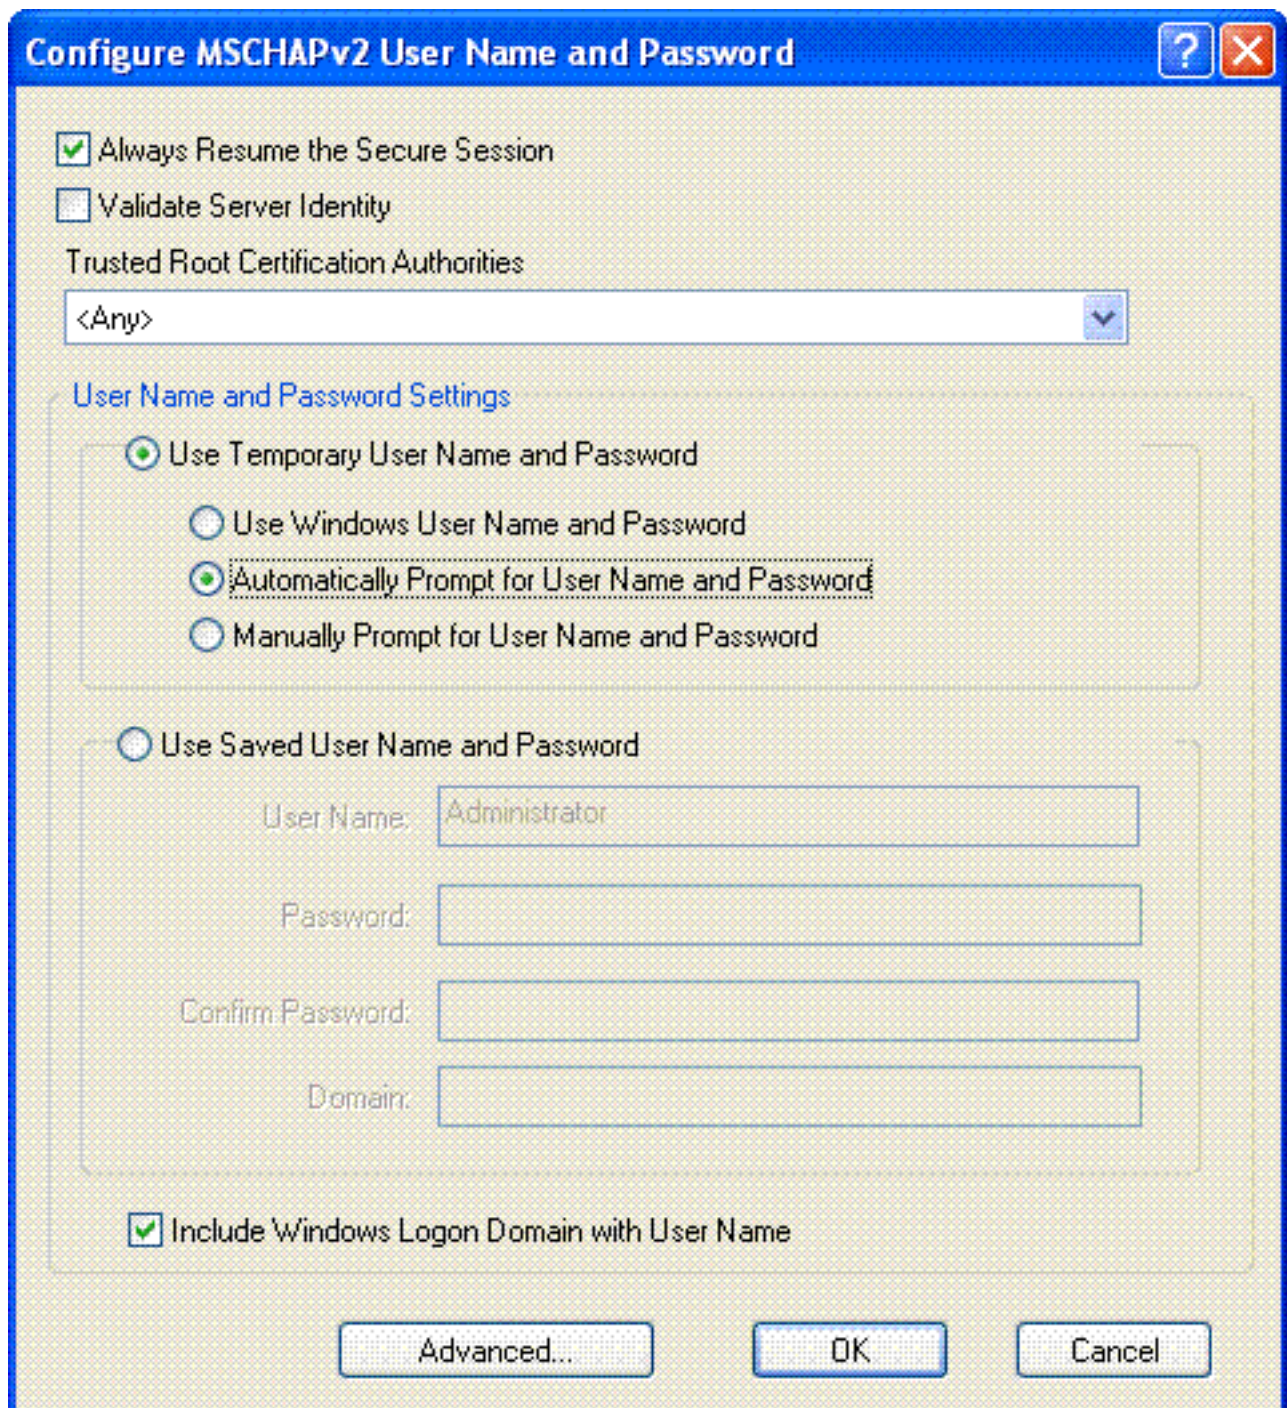 Configure MSCHAPv2 User Name and Password
Always Resume the Secure Session
Validate Server Identity
Trusted Root Certification Authorities
<Any>
User Name and Password Settings
Use Temporary User Name and Password
Use Windows User Name and Password
Automatically Prompt for User Name and Password
Manually Prompt for User Name and Password
Use Saved User Name and Password
User Name: Administrator
Password:
Confirm Password:
Domain:
Include Windows Logon Domain with User Name
Advanced... OK Cancel